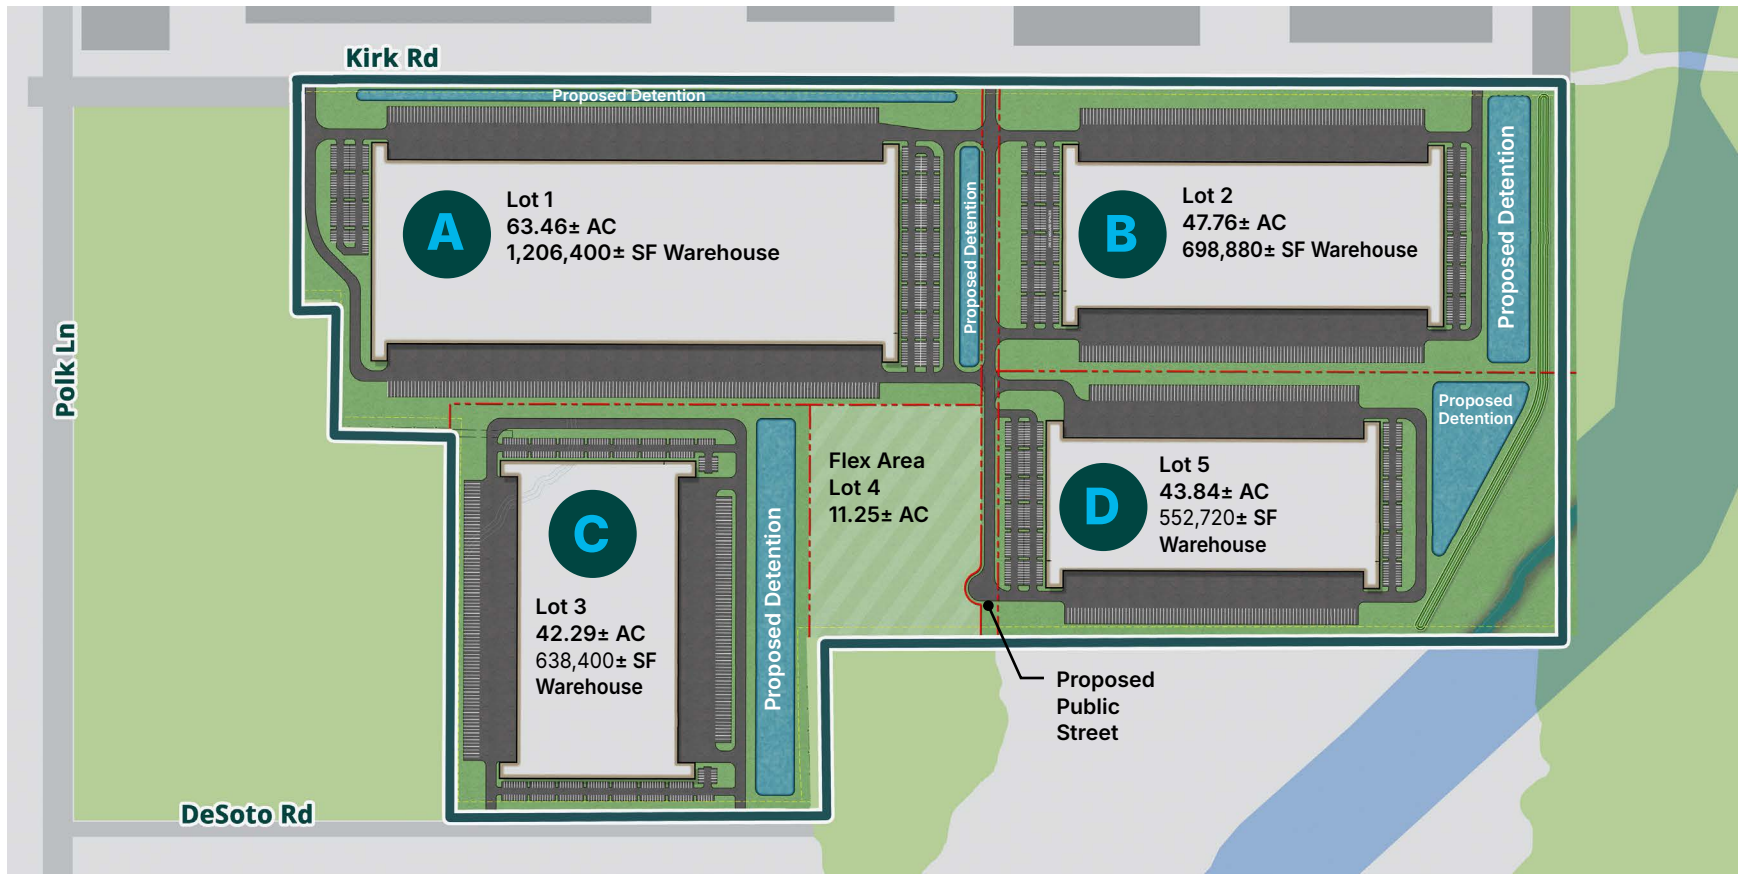 Kirk Rd
Proposed Detention
A
Lot 1
63.46± AC
1,206,400± SF Warehouse
Proposed Detention
B
Lot 2
47.76± AC
698,880± SF Warehouse
Proposed Detention
Polk Ln
Proposed
Detention
Flex Area
Lot 4
11.25± AC
D
Lot 5
43.84± AC
552,720± SF
Warehouse
C
Lot 3
42.29± AC
638,400± SF
Warehouse
Proposed Detention
Proposed
Public
Street
DeSoto Rd